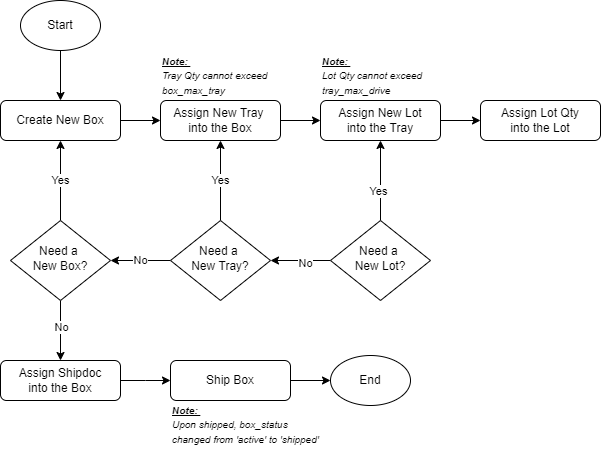 Start
Note:
Tray Qty cannot exceed
box_max_tray
Note:
Lot Qty cannot exceed
tray_max_drive
Create New Box
Assign New Tray
into the Box
Assign New Lot
into the Tray
Assign Lot Qty
into the Lot
Yes
Yes
Yes
Need a
New Box?
No
Need a
New Tray?
No
Need a
New Lot?
No
Assign Shipdoc
into the Box
Ship Box
End
Note:
Upon shipped, box_status
changed from 'active' to 'shipped'